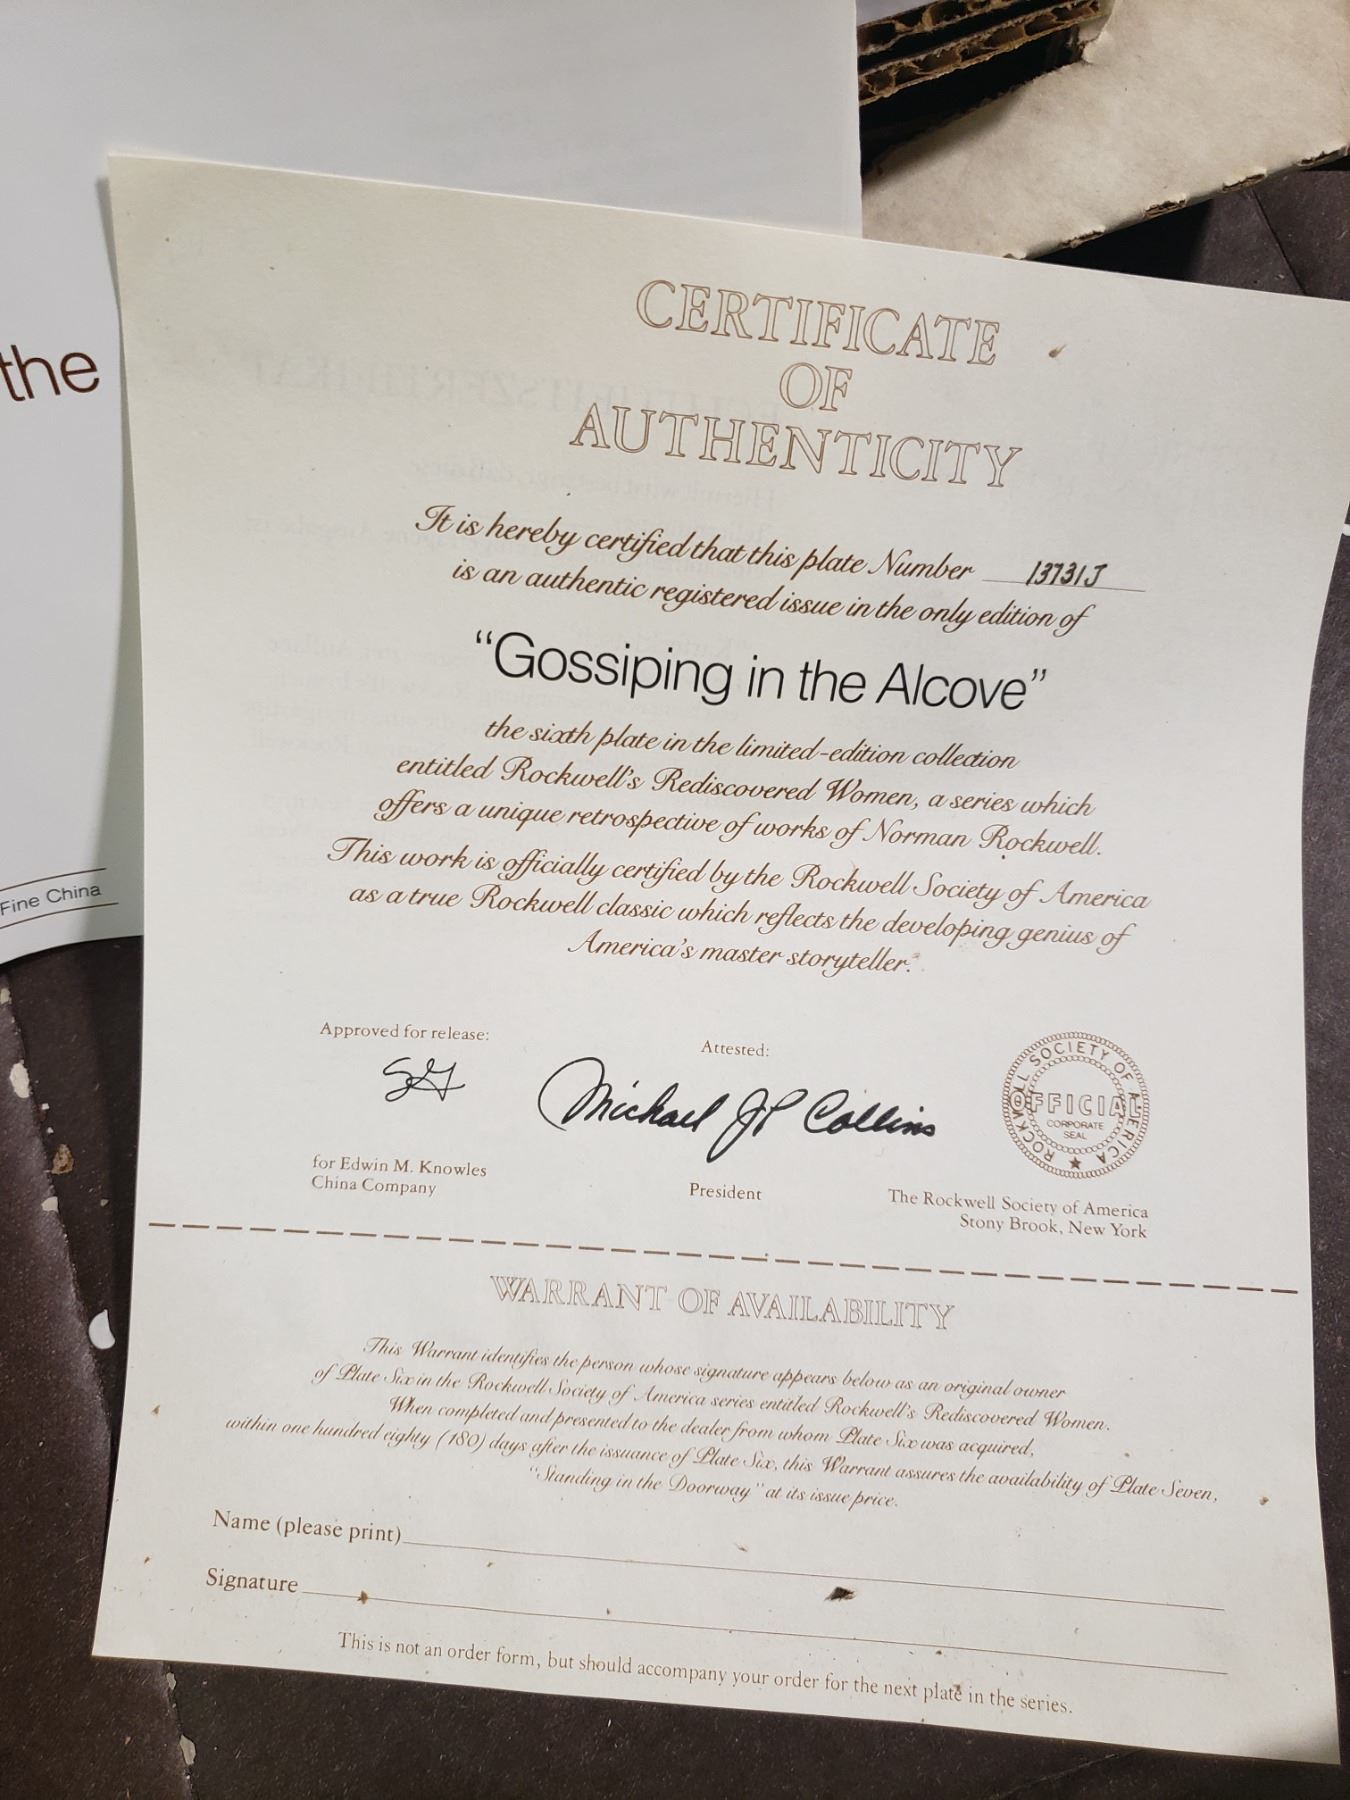 the
Fine China
CERTIFICATE
OF
AUTHENTICITY
It is hereby certified that this plate Number 13731J
is an authentic registered issue in the only edition of
"Gossiping in the Alcove"
the sixth plate in the limited-edition collection
entitled Rockwell's Rediscovered Women, a series which
offers a unique retrospective of works of Norman Rockwell.
This work is officially certified by the Rockwell Society of America
as a true Rockwell classic which reflects the developing genius of
America's master storyteller.
Approved for release:
Attested:
Michael JP Collins
ROCKWELL SOCIETY OF AMERICA
OFFICIAL
CORPORATE
SEAL
for Edwin M. Knowles
China Company
President
The Rockwell Society of America
Stony Brook, New York
WARRANT OF AVAILABILITY
This Warrant identifies the person whose signature appears below as an original owner
of Plate Six in the Rockwell Society of America series entitled Rockwell's Rediscovered Women.
When completed and presented to the dealer from whom Plate Six was acquired,
within one hundred eighty (180) days after the issuance of Plate Six, this Warrant assures the availability of Plate Seven,
"Standing in the Doorway" at its issue price.
Name (please print)
Signature
This is not an order form, but should accompany your order for the next plate in the series.